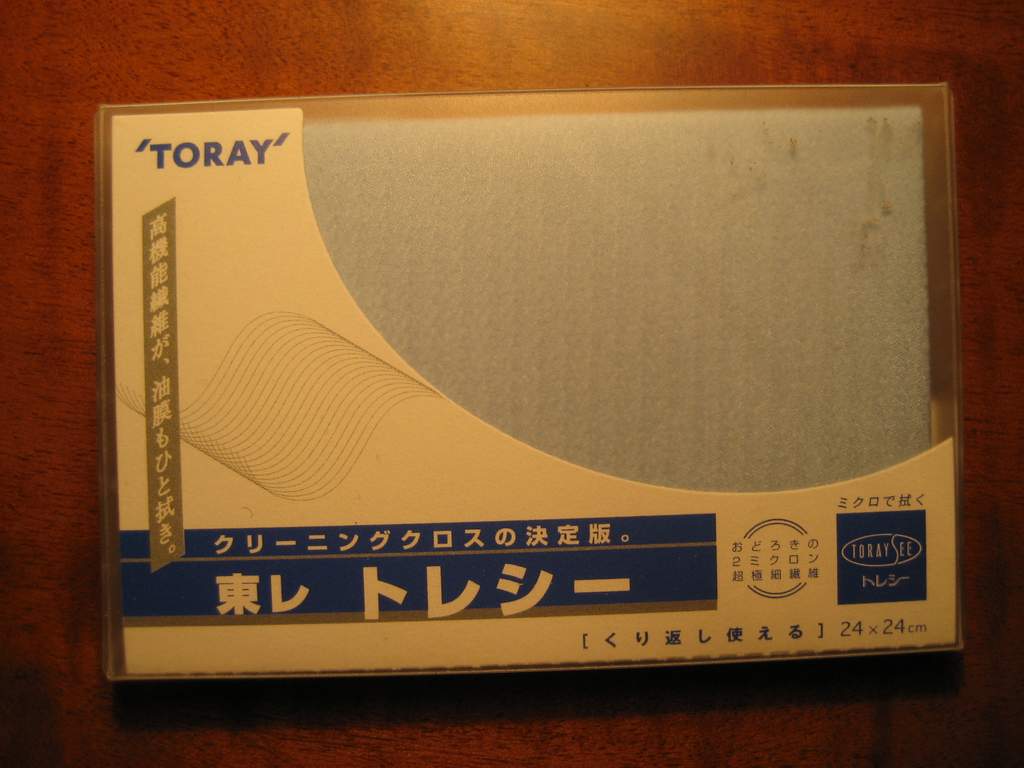 'TORAY'
高機能繊維が、油膜もひと拭き。
クリーニングクロスの決定版。
東レ トレシー
おどろきの
2ミクロン
超極細繊維
ミクロで拭く
TORAYSEE
トレシー
[くり返し使える] 24×24cm